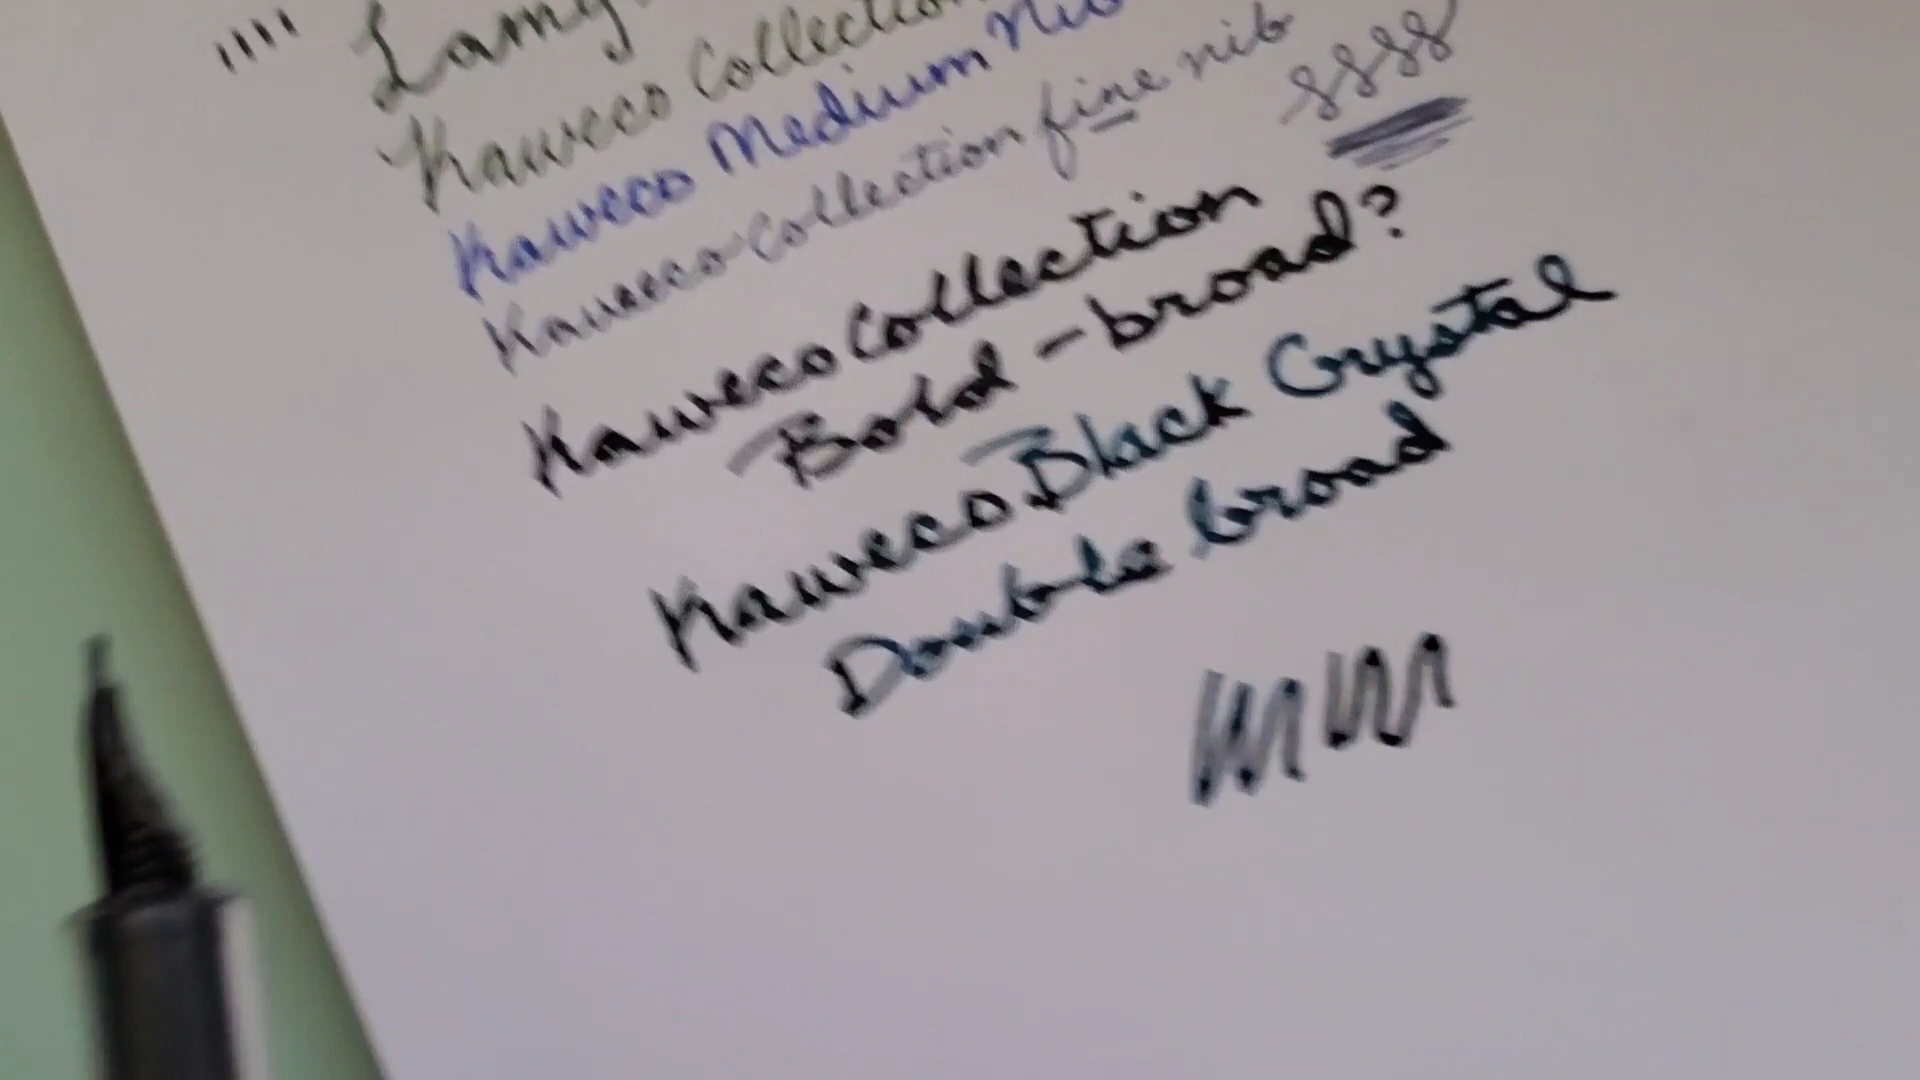 "" Lamy
Kaweco Collection
Kaweco Medium Nib
Kaweco Collection fine nib
8888
Kaweco Collection
Bold - broad?
Kaweco Black Crystal
Double broad